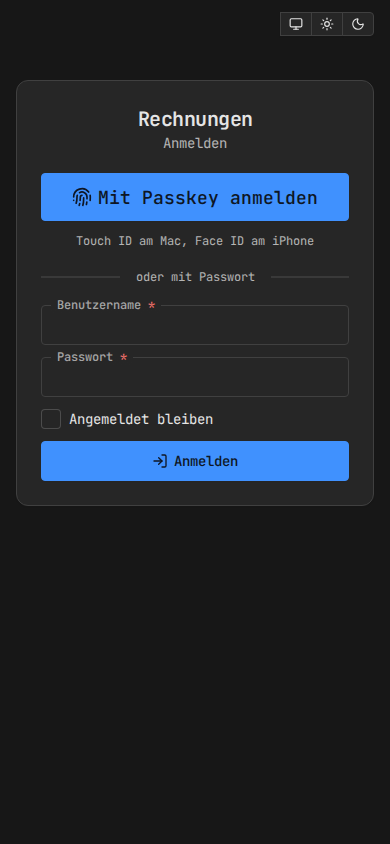 Rechnungen
Anmelden
Mit Passkey anmelden
Touch ID am Mac, Face ID am iPhone
oder mit Passwort
Benutzername *
Passwort *
Angemeldet bleiben
Anmelden